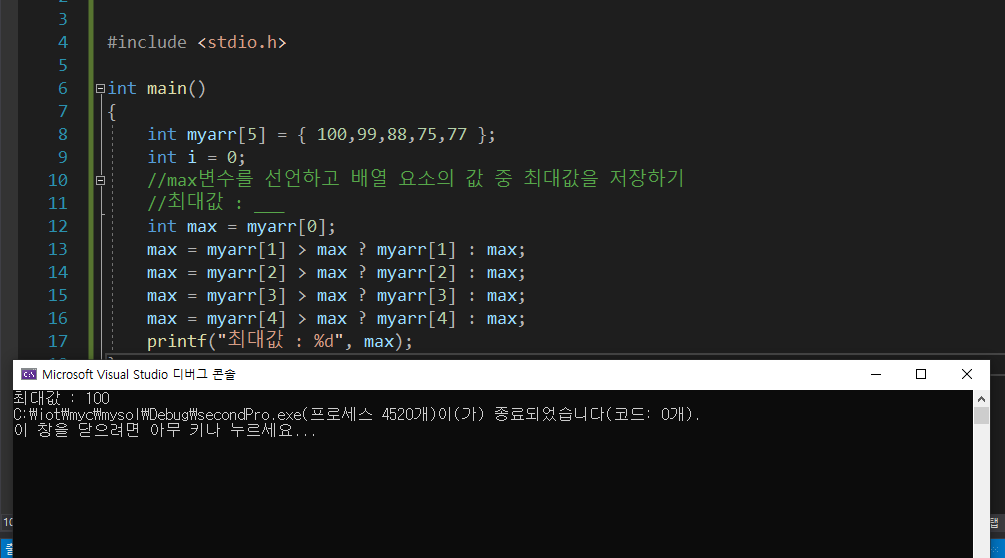 3
4 #include <stdio.h>
5
6 int main()
7 {
8 int myarr[5] = { 100,99,88,75,77 };
9 int i = 0;
10 //max변수를 선언하고 배열 요소의 값 중 최대값을 저장하기
11 //최대값 : ___
12 int max = myarr[0];
13 max = myarr[1] > max ? myarr[1] : max;
14 max = myarr[2] > max ? myarr[2] : max;
15 max = myarr[3] > max ? myarr[3] : max;
16 max = myarr[4] > max ? myarr[4] : max;
17 printf("최대값 : %d", max);
Microsoft Visual Studio 디버그 콘솔
최대값 : 100
C:₩iot₩myc₩mysol₩Debug₩secondPro.exe(프로세스 4520개)이(가) 종료되었습니다(코드: 0개).
이 창을 닫으려면 아무 키나 누르세요...
탭